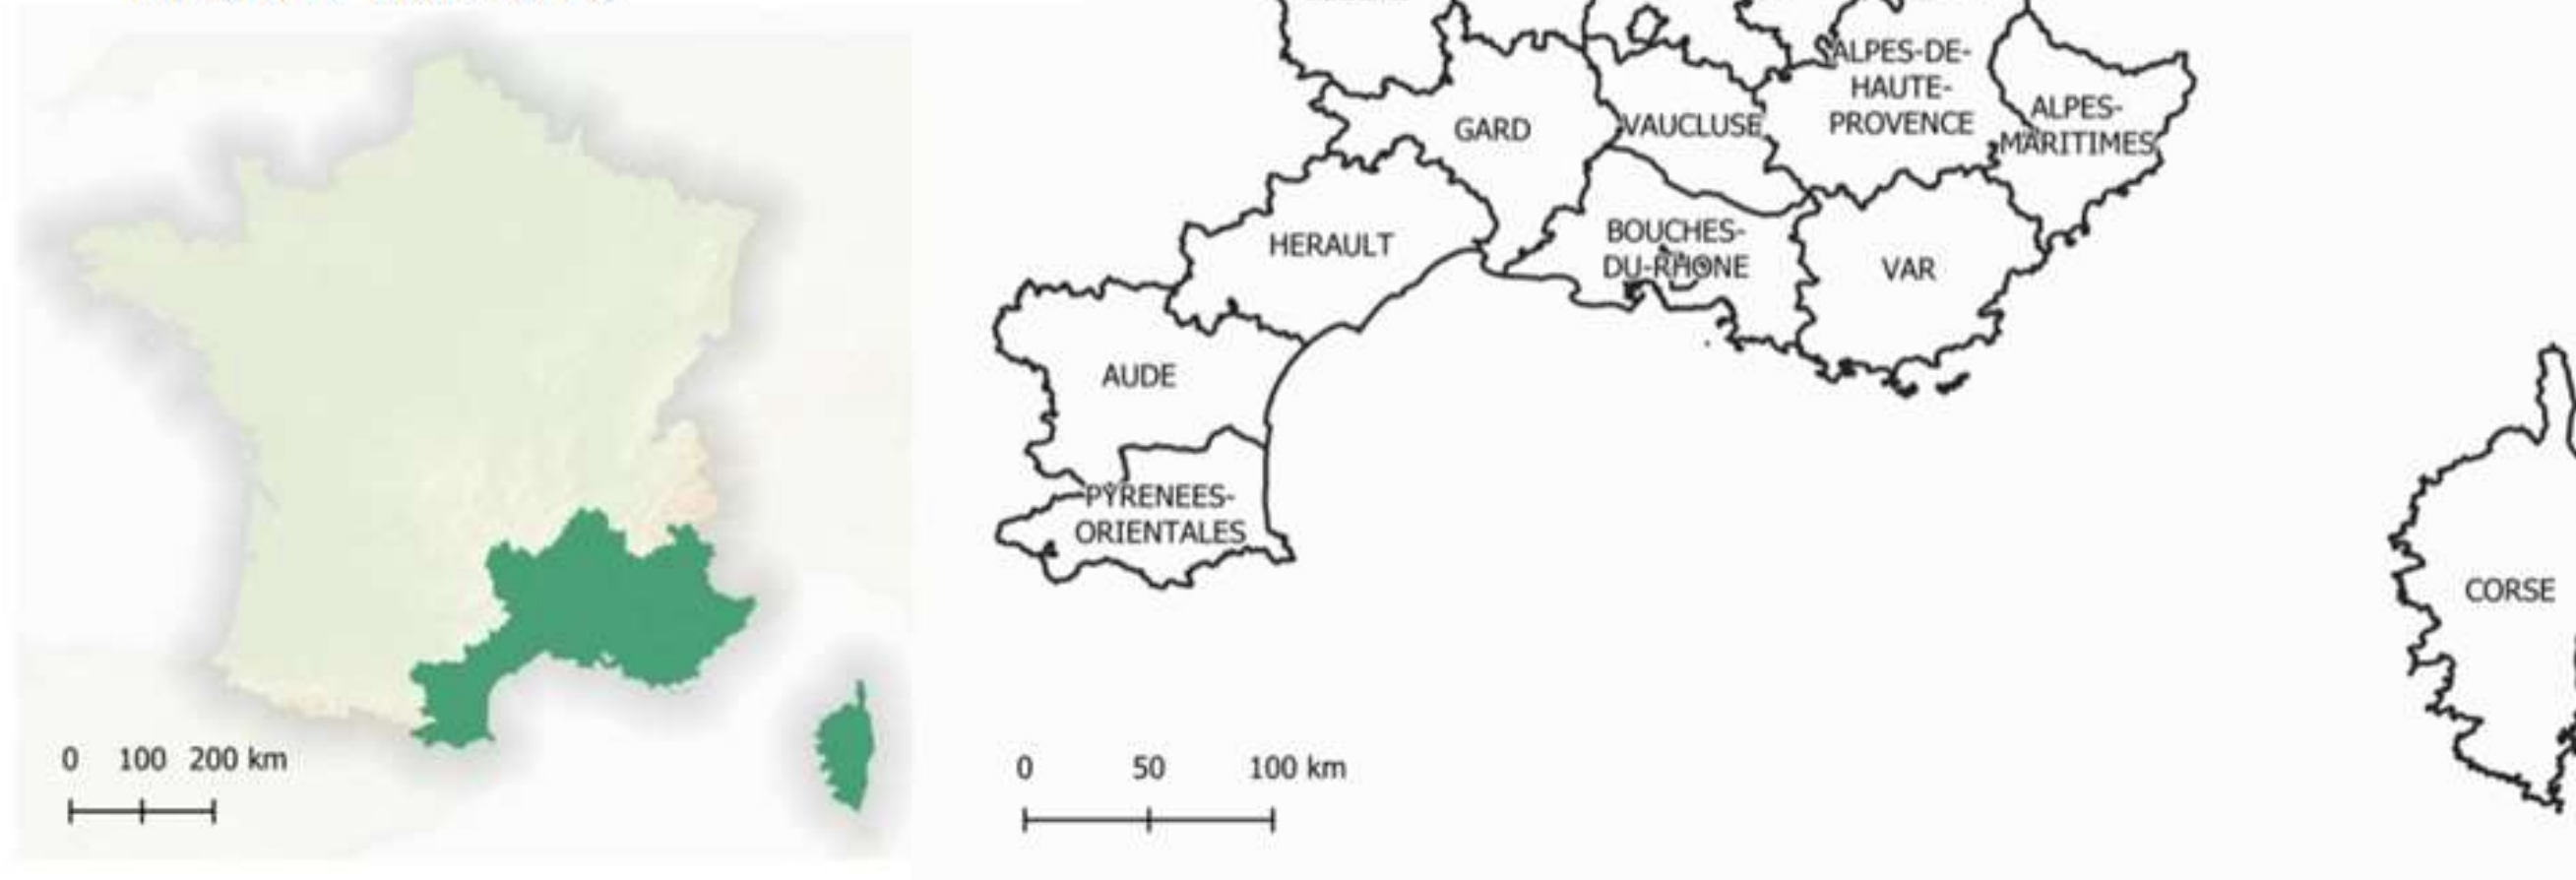 ALPES-DE-
HAUTE-
PROVENCE
ALPES-
MARITIMES
GARD
VAUCLUSE
HERAULT
BOUCHES-
DU-RHONE
VAR
AUDE
PYRENEES-
ORIENTALES
CORSE
0 100 200 km
0 50 100 km